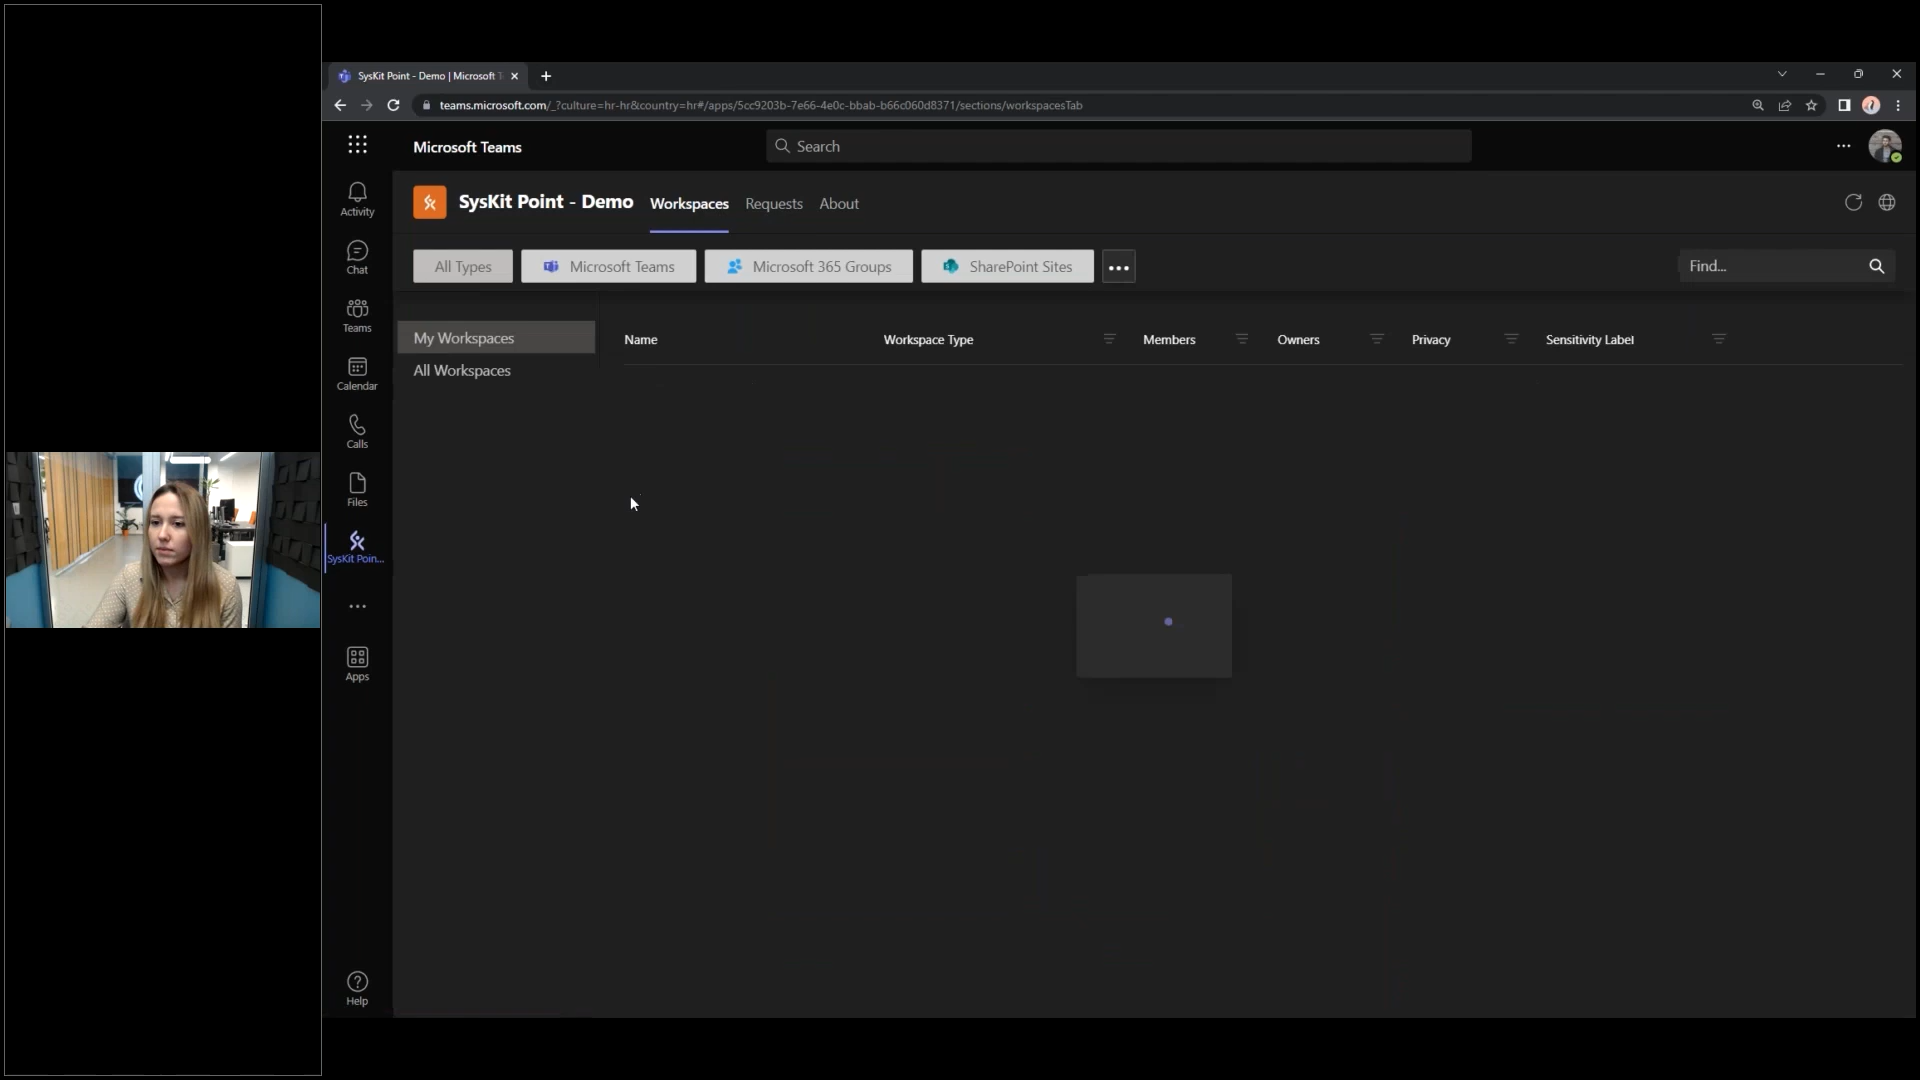 SysKit Point - Demo | Microsoft T
teams.microsoft.com/_?culture=hr-hr&country=hr#/apps/5cc9203b-7e66-4e0c-bbab-b66c060d8371/sections/workspacesTab
Microsoft Teams
Search
Activity
Chat
Teams
Calendar
Calls
Files
SysKit Poin...
Apps
Help
SysKit Point - Demo
Workspaces
Requests
About
All Types
Microsoft Teams
Microsoft 365 Groups
SharePoint Sites
Find...
My Workspaces
All Workspaces
Name
Workspace Type
Members
Owners
Privacy
Sensitivity Label